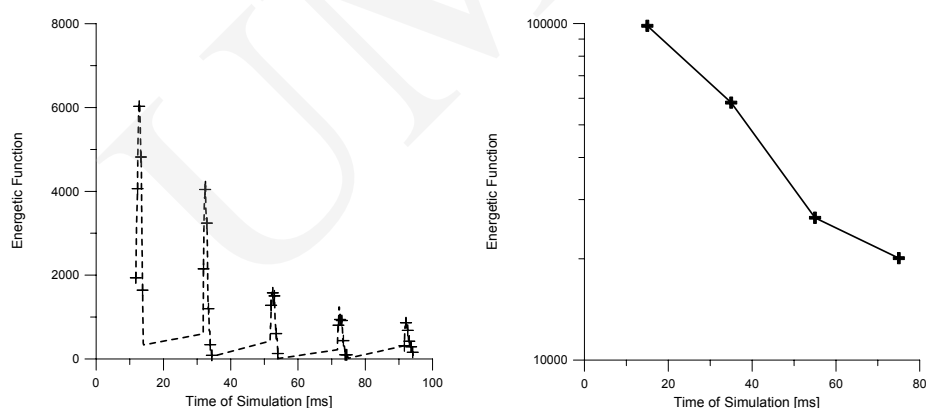 8000
6000
4000
2000
0
Energetic Function
0 20 40 60 80 100
Time of Simulation [ms]
100000
10000
Energetic Function
0 20 40 60 80
Time of Simulation [ms]
UM